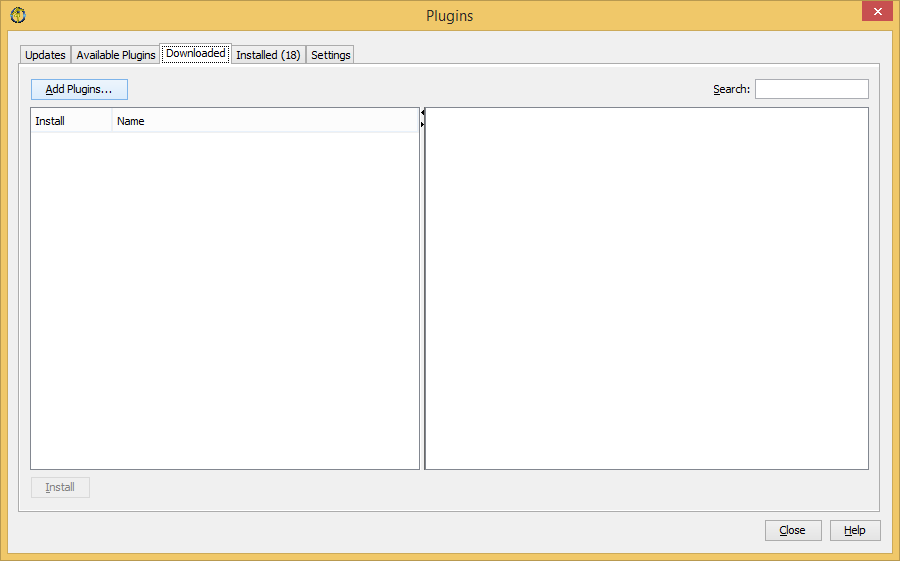 Plugins
Updates Available Plugins Downloaded Installed (18) Settings
Add Plugins... Search:
Install Name
Install
Close Help